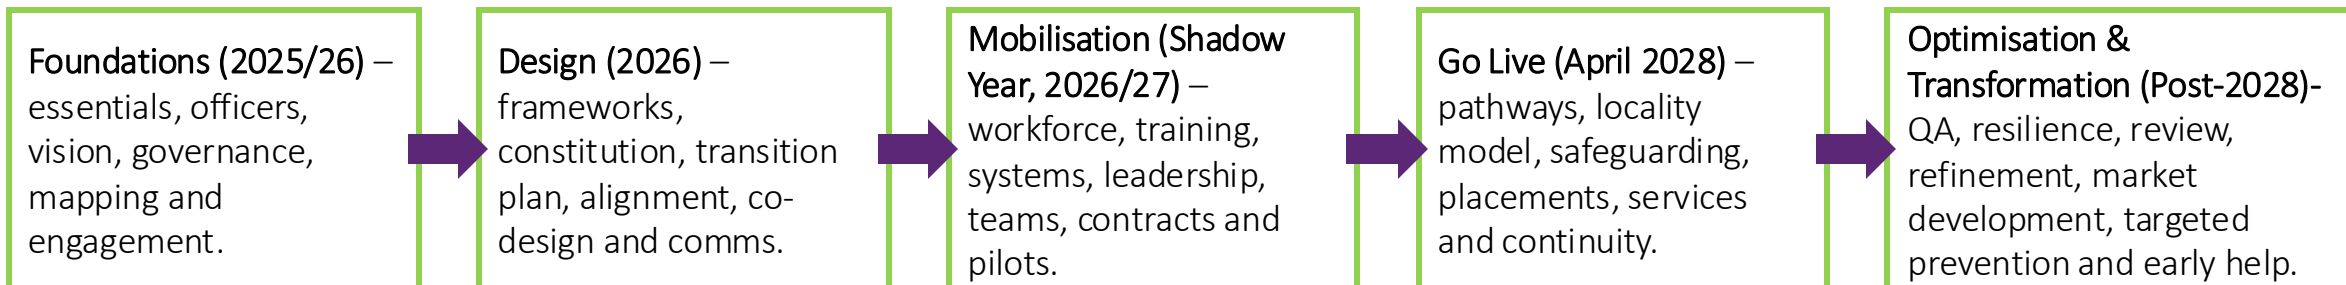 Foundations (2025/26) –
essentials, officers,
vision, governance,
mapping and
engagement.
Design (2026) –
frameworks,
constitution, transition
plan, alignment, co-
design and comms.
Mobilisation (Shadow
Year, 2026/27) –
workforce, training,
systems, leadership,
teams, contracts and
pilots.
Go Live (April 2028) –
pathways, locality
model, safeguarding,
placements, services
and continuity.
Optimisation &
Transformation (Post-2028)-
QA, resilience, review,
refinement, market
development, targeted
prevention and early help.